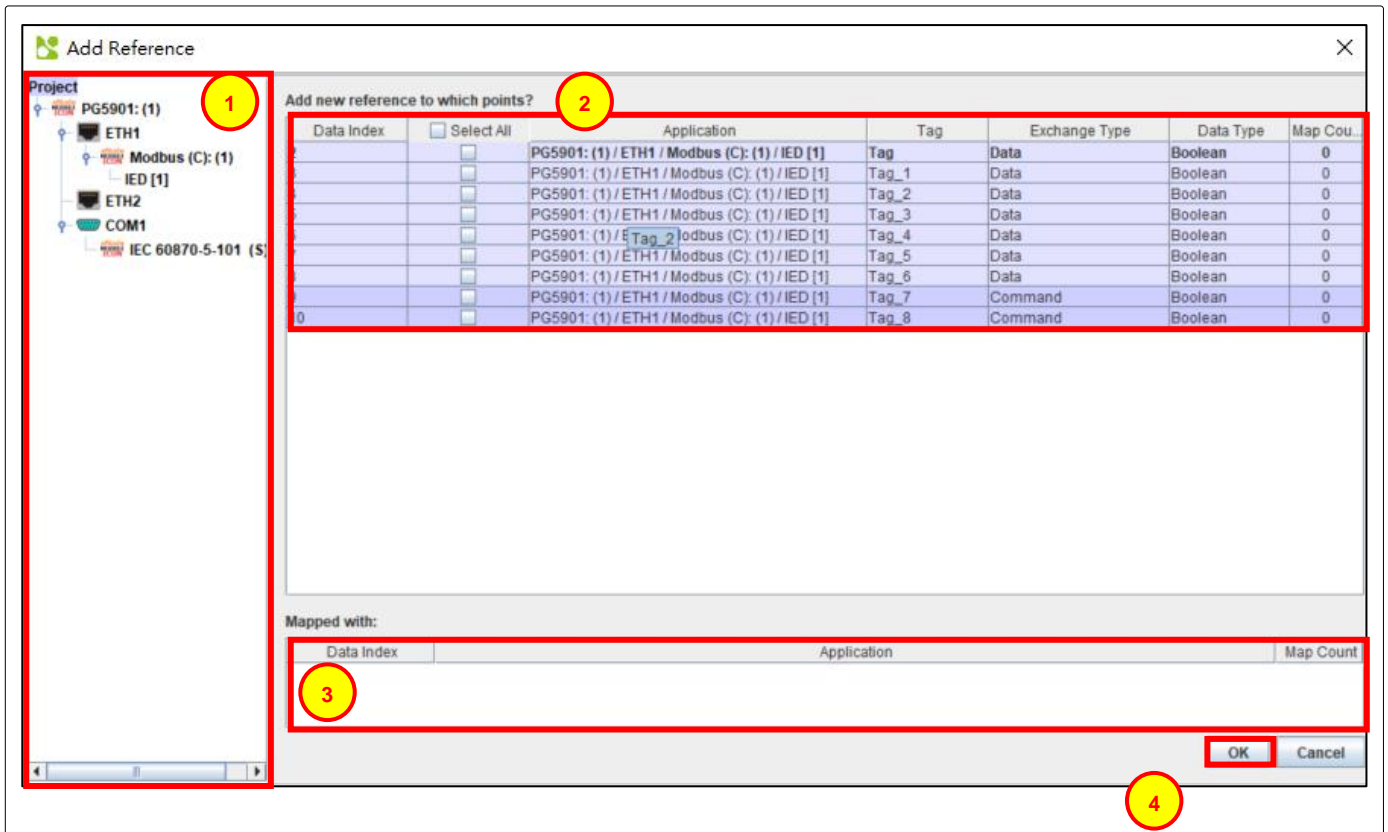 Add Reference
Project
PG5901: (1)
ETH1
Modbus (C): (1)
IED [1]
ETH2
COM1
IEC 60870-5-101 (S)
1
Add new reference to which points?
2
Data Index Select All Application Tag Exchange Type Data Type Map Cou...
PG5901: (1) / ETH1 / Modbus (C): (1) / IED [1] Tag Data Boolean 0
PG5901: (1) / ETH1 / Modbus (C): (1) / IED [1] Tag_1 Data Boolean 0
PG5901: (1) / ETH1 / Modbus (C): (1) / IED [1] Tag_2 Data Boolean 0
PG5901: (1) / ETH1 / Modbus (C): (1) / IED [1] Tag_3 Data Boolean 0
PG5901: (1) / E Tag_2 odbus (C): (1) / IED [1] Tag_4 Data Boolean 0
PG5901: (1) / ETH1 / Modbus (C): (1) / IED [1] Tag_5 Data Boolean 0
PG5901: (1) / ETH1 / Modbus (C): (1) / IED [1] Tag_6 Data Boolean 0
PG5901: (1) / ETH1 / Modbus (C): (1) / IED [1] Tag_7 Command Boolean 0
10 PG5901: (1) / ETH1 / Modbus (C): (1) / IED [1] Tag_8 Command Boolean 0
Mapped with:
Data Index Application Map Count
3
OK Cancel
4